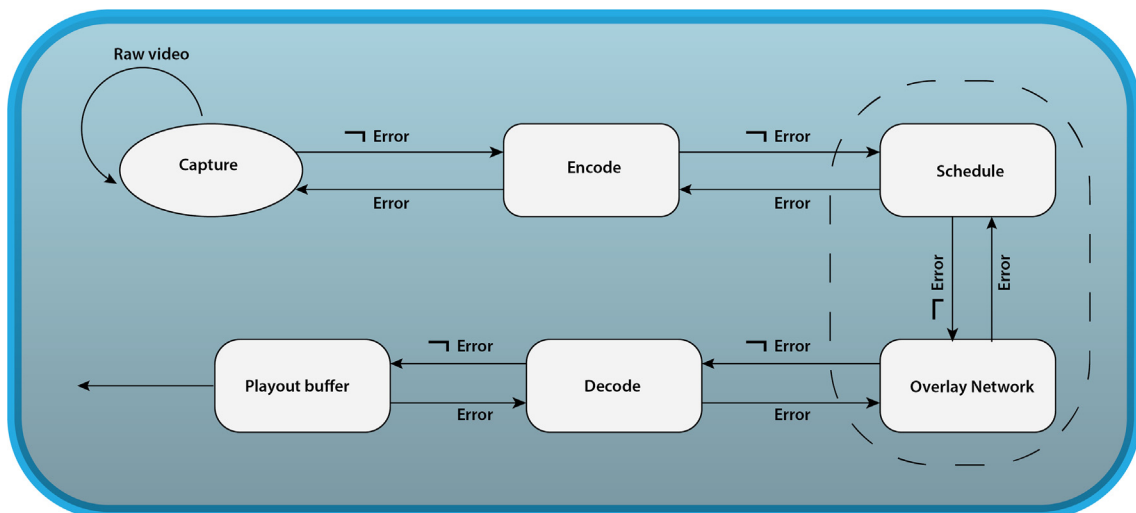 Raw video
Capture
¬ Error
Error
Encode
¬ Error
Error
Schedule
¬ Error
Error
Playout buffer
¬ Error
Error
Decode
¬ Error
Error
Overlay Network